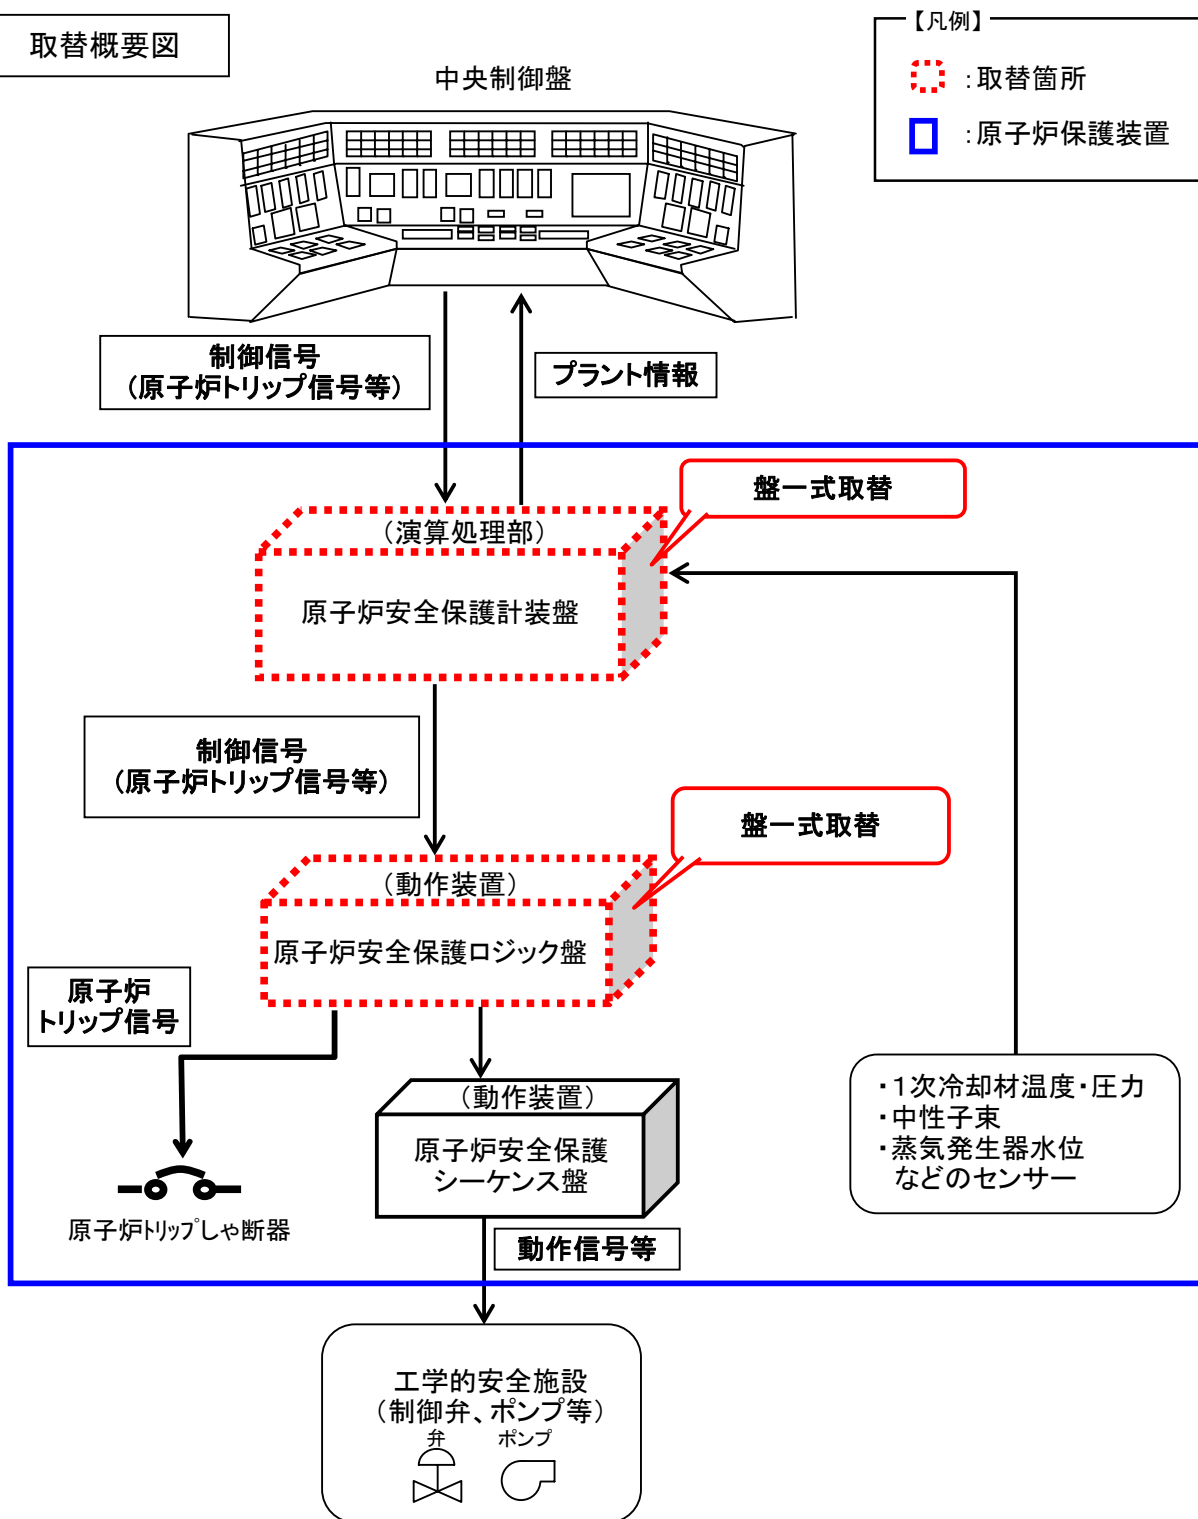 取替概要図
【凡例】
：取替箇所
：原子炉保護装置
中央制御盤
制御信号
（原子炉トリップ信号等）
プラント情報
盤一式取替
（演算処理部）
原子炉安全保護計装盤
制御信号
（原子炉トリップ信号等）
盤一式取替
（動作装置）
原子炉安全保護ロジック盤
原子炉
トリップ信号
（動作装置）
原子炉安全保護
シーケンス盤
・１次冷却材温度・圧力
・中性子束
・蒸気発生器水位
などのセンサー
原子炉トリップしゃ断器
動作信号等
工学的安全施設
（制御弁、ポンプ等）
弁 ポンプ